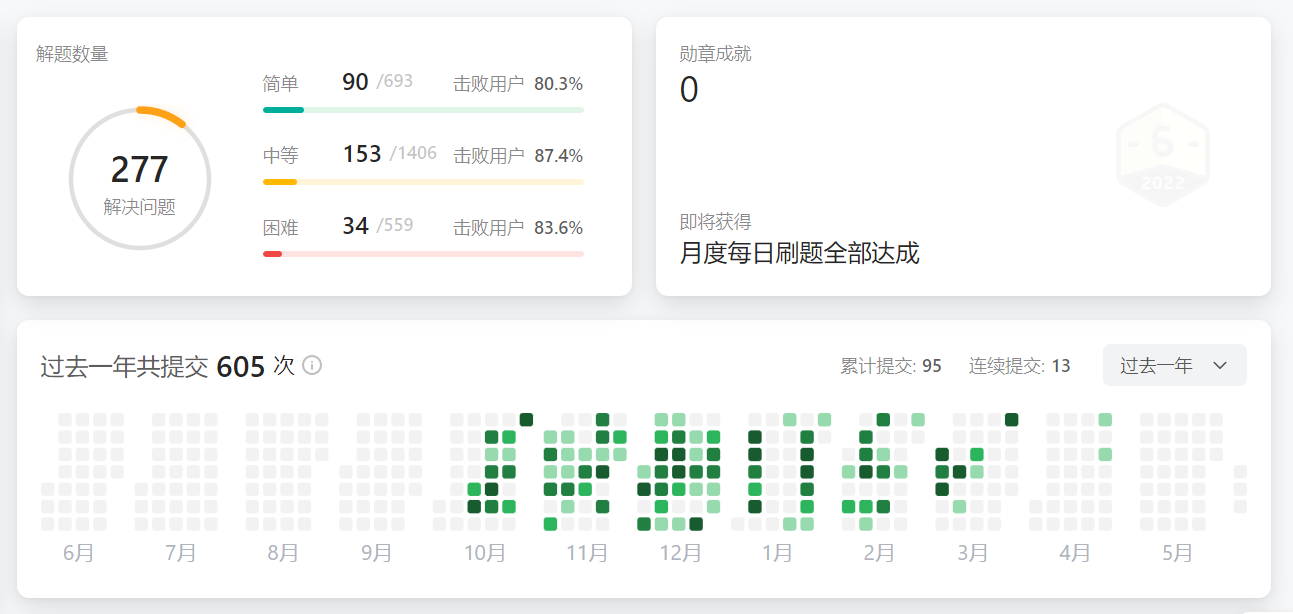 解题数量
277
解决问题
简单 90 /693 击败用户 80.3%
中等 153 /1406 击败用户 87.4%
困难 34 /559 击败用户 83.6%
勋章成就
0
6
2022
即将获得
月度每日刷题全部达成
过去一年共提交 605 次
累计提交: 95 连续提交: 13 过去一年
6月 7月 8月 9月 10月 11月 12月 1月 2月 3月 4月 5月